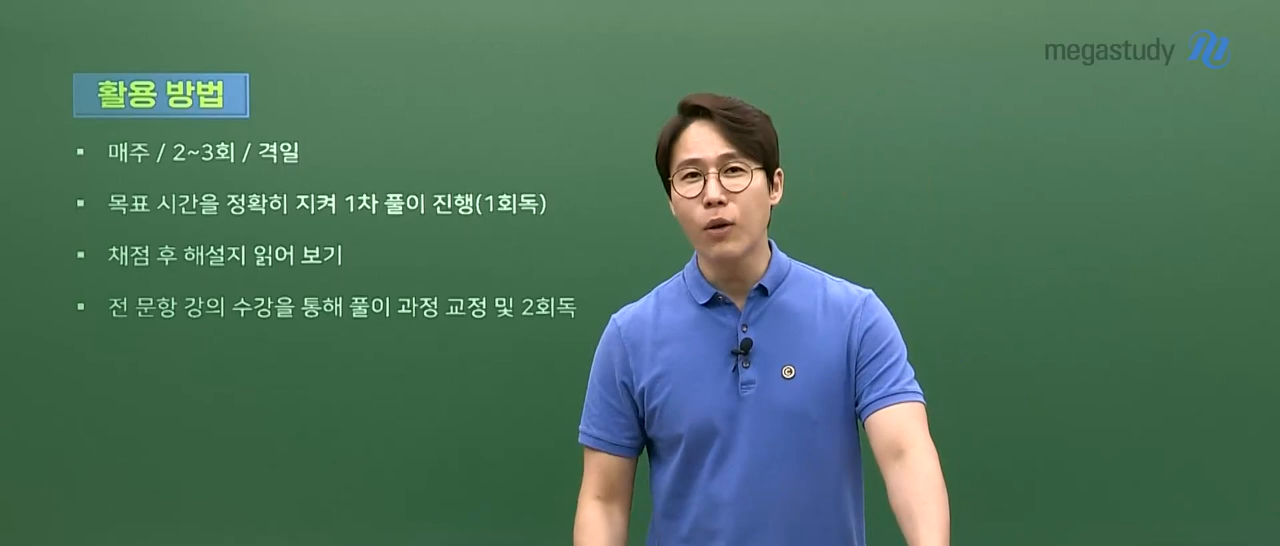 megastudy
활용 방법
▪ 매주 / 2~3회 / 격일
▪ 목표 시간을 정확히 지켜 1차 풀이 진행(1회독)
▪ 채점 후 해설지 읽어 보기
▪ 전 문항 강의 수강을 통해 풀이 과정 교정 및 2회독